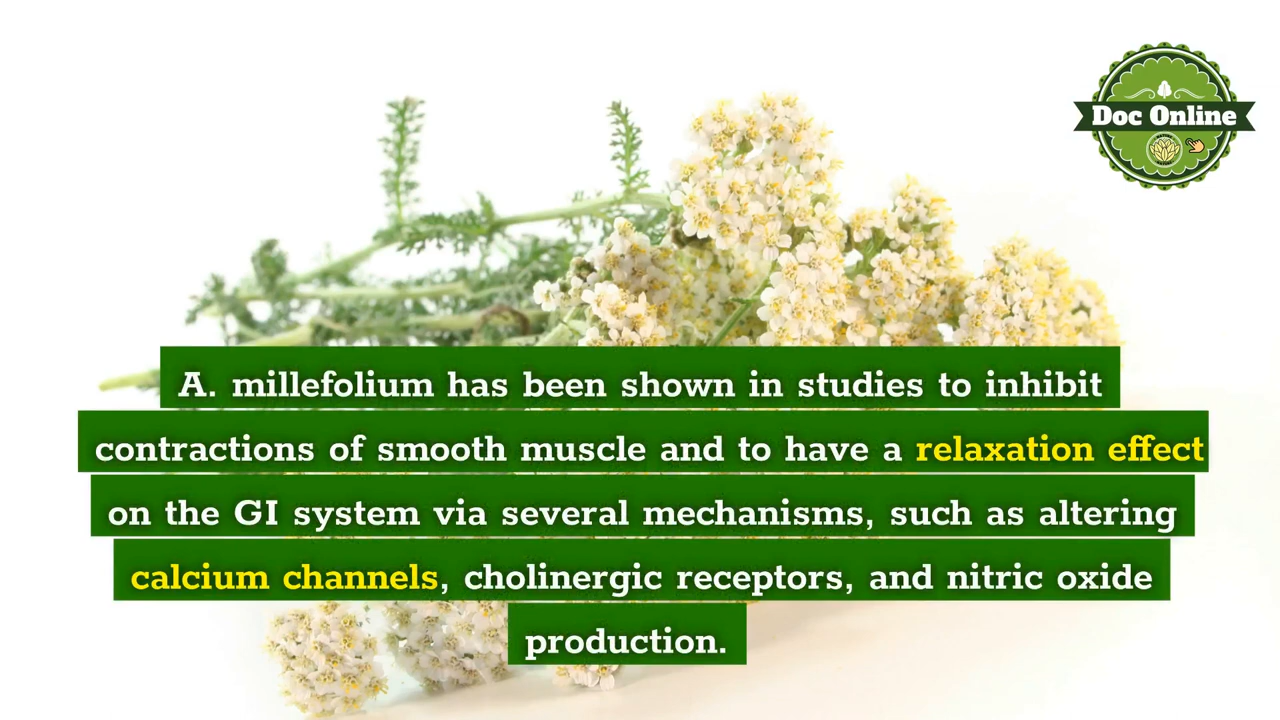 Doc Online
A. millefolium has been shown in studies to inhibit
contractions of smooth muscle and to have a relaxation effect
on the GI system via several mechanisms, such as altering
calcium channels, cholinergic receptors, and nitric oxide
production.